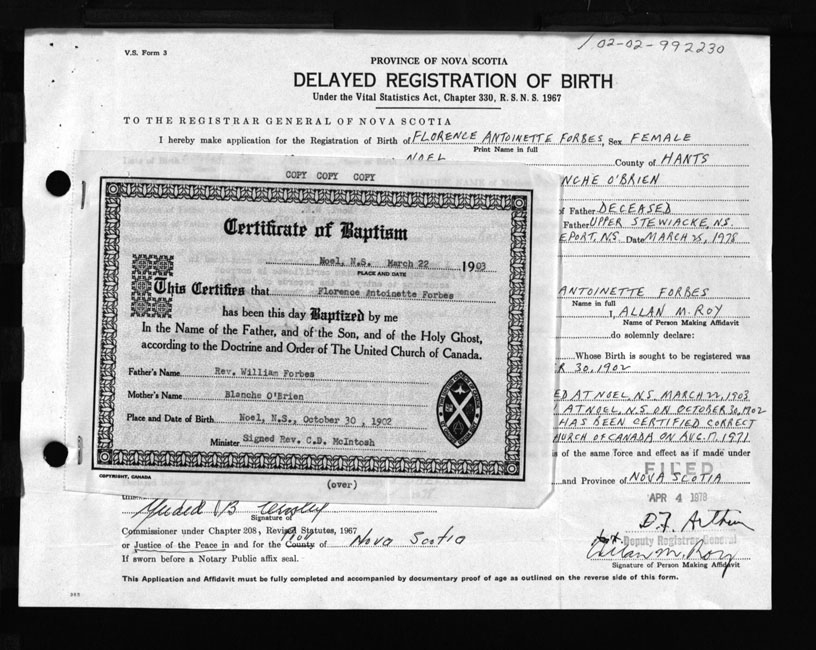 102-02-992230
V.S. Form 3
PROVINCE OF NOVA SCOTIA
DELAYED REGISTRATION OF BIRTH
Under the Vital Statistics Act, Chapter 330, R.S.N.S. 1967
TO THE REGISTRAR GENERAL OF NOVA SCOTIA
I hereby make application for the Registration of Birth of FLORENCE ANTOINETTE FORBES, Sex FEMALE
Print Name in full
NOEL County of HANTS
NCHE O'BRIEN
of Father DECEASED
Father UPPER STEWIACKE, N.S.
EPORT, N.S. Date MARCH 25, 1978
ANTOINETTE FORBES
Name in full
I, ALLAN M. ROY
Name of Person Making Affidavit
do solemnly declare:
Whose Birth is sought to be registered was
R 30, 1902
ED AT NOEL, N.S. MARCH 22, 1903
AT NOEL, N.S. ON OCTOBER 30, 1902
HAS BEEN CERTIFIED CORRECT
HURCH OF CANADA ON AUG. 17, 1971
is of the same force and effect as if made under
FILED
and Province of NOVA SCOTIA
APR 4 1978
COPY COPY COPY
Certificate of Baptism
Noel, N.S. March 22 1903
PLACE AND DATE
This Certifies that Florence Antoinette Forbes
has been this day Baptized by me
In the Name of the Father, and of the Son, and of the Holy Ghost,
according to the Doctrine and Order of The United Church of Canada.
Father's Name Rev. William Forbes
Mother's Name Blanche O'Brien
Place and Date of Birth Noel, N.S., October 30, 1902
Minister Signed Rev. C.D. McIntosh
COPYRIGHT, CANADA
(over)
Signature of
Commissioner under Chapter 208, Revised Statutes, 1967
or Justice of the Peace in and for the County of Nova Scotia
If sworn before a Notary Public affix seal.
Deputy Registrar General
Allan M. Roy
Signature of Person Making Affidavit
This Application and Affidavit must be fully completed and accompanied by documentary proof of age as outlined on the reverse side of this form.